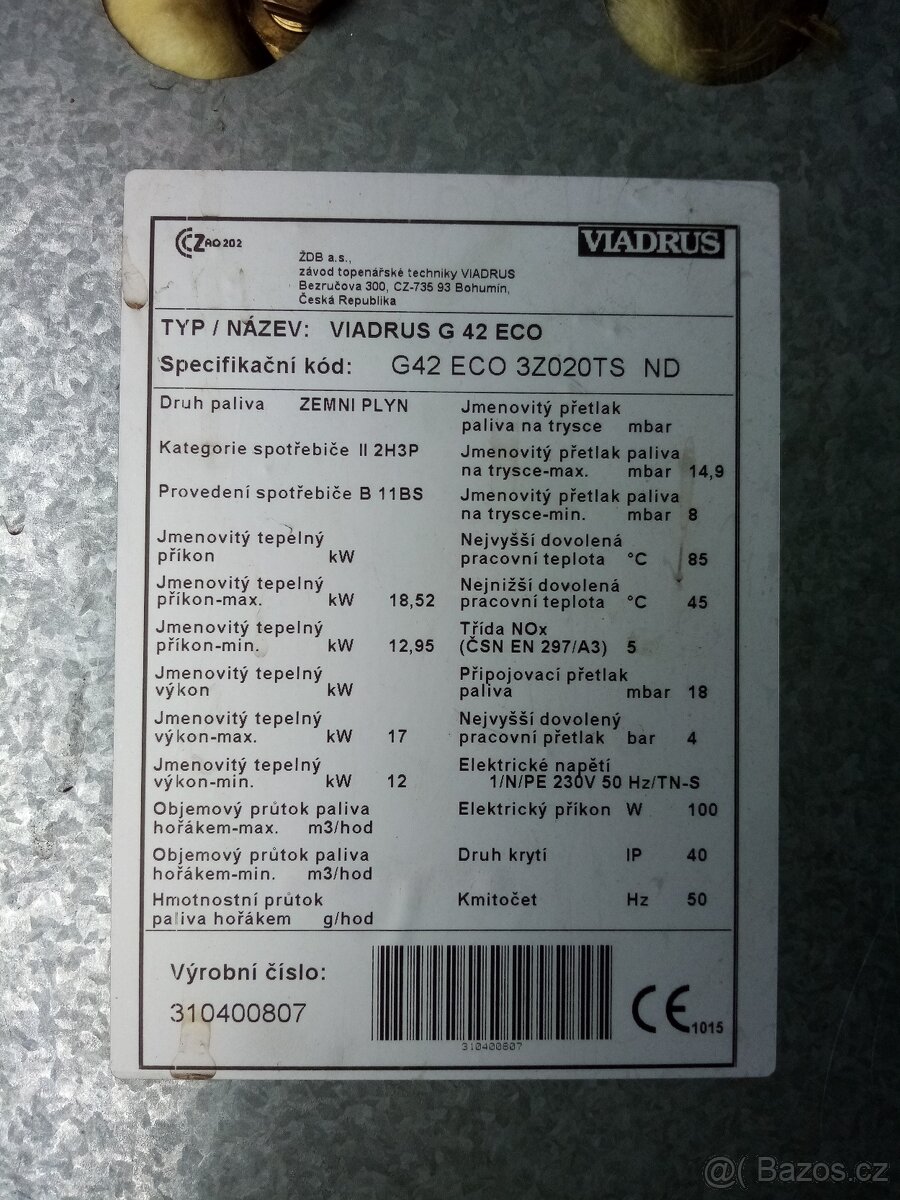 CZ AO 202
VIADRUS
ŽDB a.s.,
závod topenářské techniky VIADRUS
Bezručova 300, CZ-735 93 Bohumín,
Česká Republika
TYP / NÁZEV: VIADRUS G 42 ECO
Specifikační kód: G42 ECO 3Z020TS ND
Druh paliva ZEMNI PLYN
Kategorie spotřebiče II 2H3P
Provedení spotřebiče B 11BS
Jmenovitý tepelný
příkon kW
Jmenovitý tepelný
příkon-max. kW 18,52
Jmenovitý tepelný
příkon-min. kW 12,95
Jmenovitý tepelný
výkon kW
Jmenovitý tepelný
výkon-max. kW 17
Jmenovitý tepelný
výkon-min. kW 12
Objemový průtok paliva
hořákem-max. m3/hod
Objemový průtok paliva
hořákem-min. m3/hod
Hmotnostní průtok
paliva hořákem g/hod
Jmenovitý přetlak
paliva na trysce mbar
Jmenovitý přetlak paliva
na trysce-max. mbar 14,9
Jmenovitý přetlak paliva
na trysce-min. mbar 8
Nejvyšší dovolená
pracovní teplota °C 85
Nejnižší dovolená
pracovní teplota °C 45
Třída NOx
(ČSN EN 297/A3) 5
Připojovací přetlak
paliva mbar 18
Nejvyšší dovolený
pracovní přetlak bar 4
Elektrické napětí
1/N/PE 230V 50 Hz/TN-S
Elektrický příkon W 100
Druh krytí IP 40
Kmitočet Hz 50
Výrobní číslo:
310400807
310400807
CE 1015
@( Bazos.cz